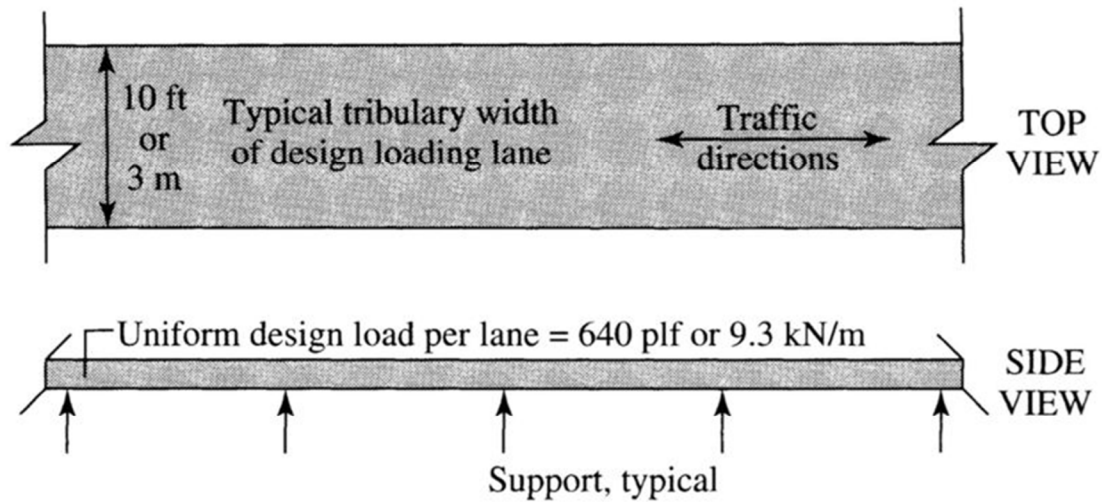 10 ft
or
3 m
Typical tributary width
of design loading lane
Traffic
directions
TOP
VIEW
Uniform design load per lane = 640 plf or 9.3 kN/m
SIDE
VIEW
Support, typical